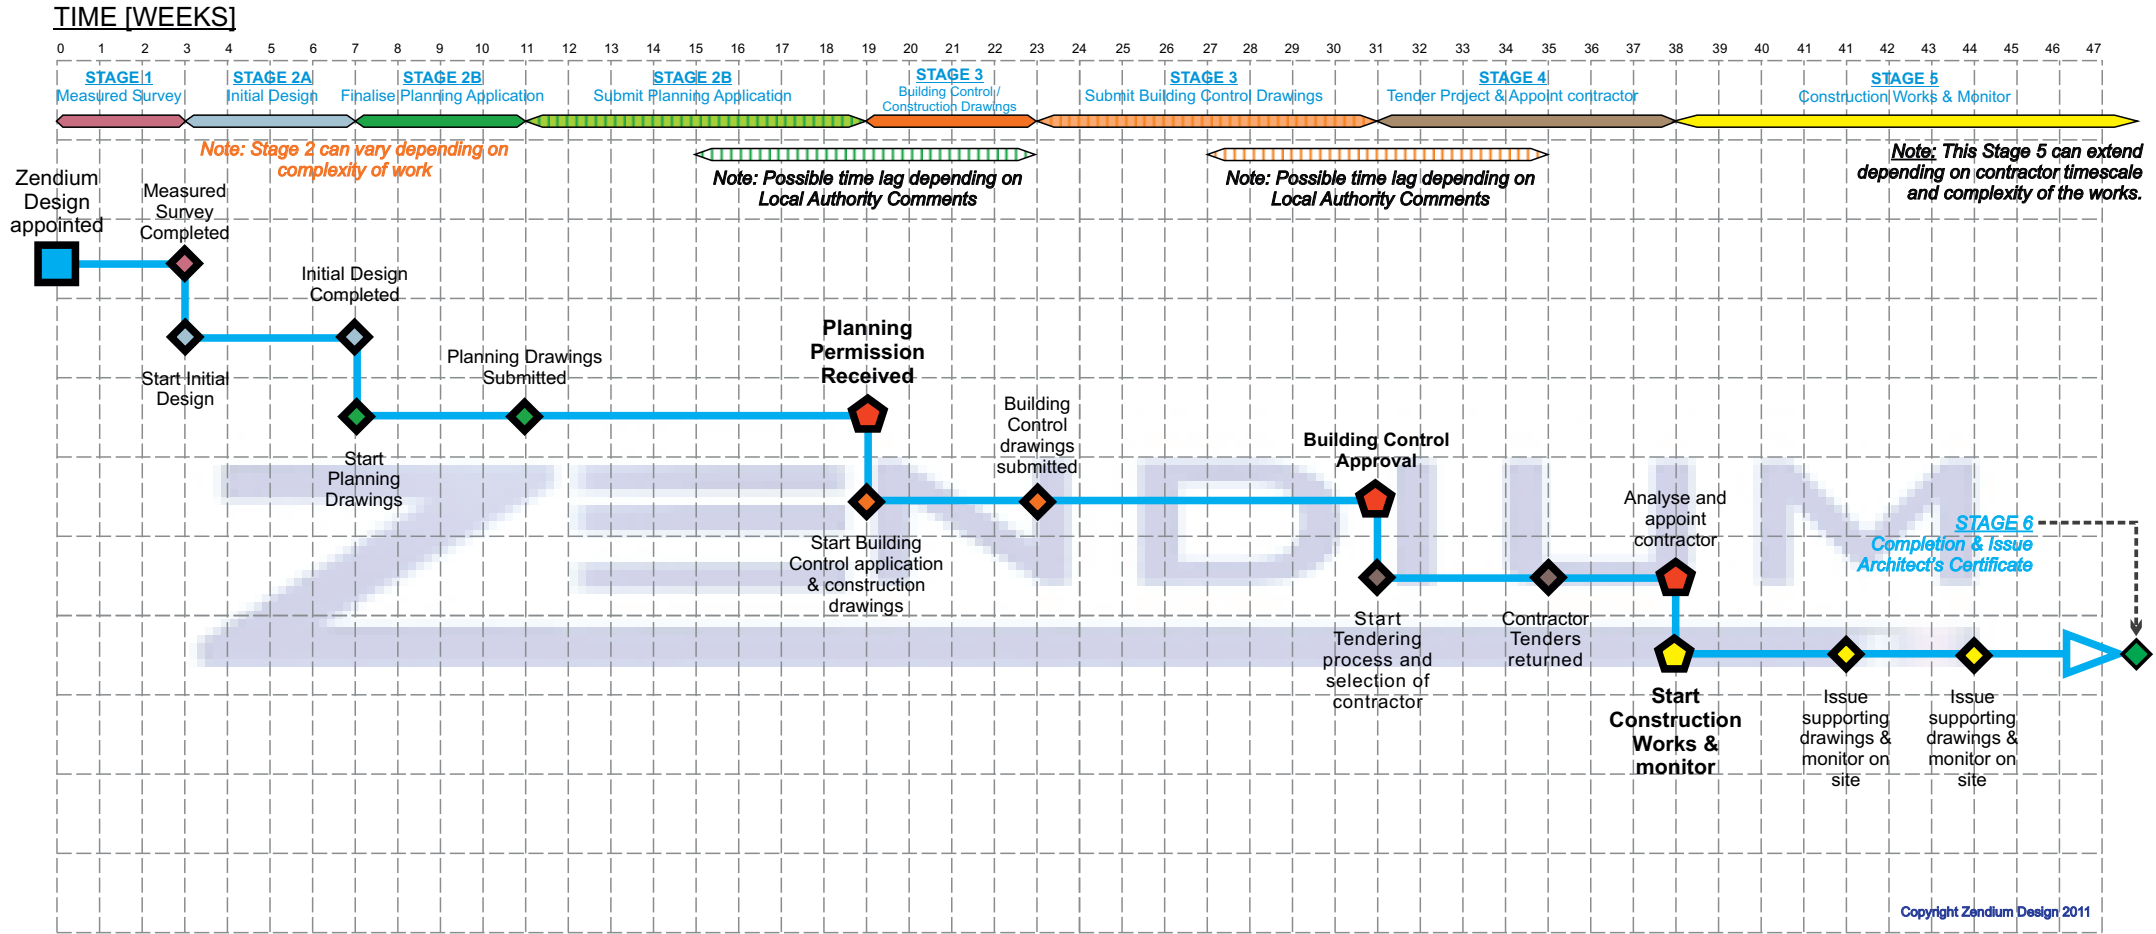 TIME [WEEKS]
0 1 2 3 4 5 6 7 8 9 10 11 12 13 14 15 16 17 18 19 20 21 22 23 24 25 26 27 28 29 30 31 32 33 34 35 36 37 38 39 40 41 41 42 42 43 44 45 46 47
STAGE 1
Measured Survey
STAGE 2A
Initial Design
STAGE 2B
Finalise Planning Application
STAGE 2B
Submit Planning Application
STAGE 3
Building Control /
Construction Drawings
STAGE 3
Submit Building Control Drawings
STAGE 4
Tender Project & Appoint contractor
STAGE 5
Construction Works & Monitor
Note: Stage 2 can vary depending on
complexity of work
Note: Possible time lag depending on
Local Authority Comments
Note: Possible time lag depending on
Local Authority Comments
Note: This Stage 5 can extend
depending on contractor timescale
and complexity of the works.
Zendium
Design
appointed
Measured
Survey
Completed
Initial Design
Completed
Start Initial
Design
Planning Drawings
Submitted
Planning
Permission
Received
Start
Planning
Drawings
Building
Control
drawings
submitted
Building Control
Approval
Start Building
Control application
& construction
drawings
Analyse and
appoint
contractor
STAGE 6
Completion & Issue
Architect's Certificate
Start
Tendering
process and
selection of
contractor
Contractor
Tenders
returned
Start
Construction
Works &
monitor
Issue
supporting
drawings &
monitor on
site
Issue
supporting
drawings &
monitor on
site
ZENDIUM
Copyright Zendium Design 2011